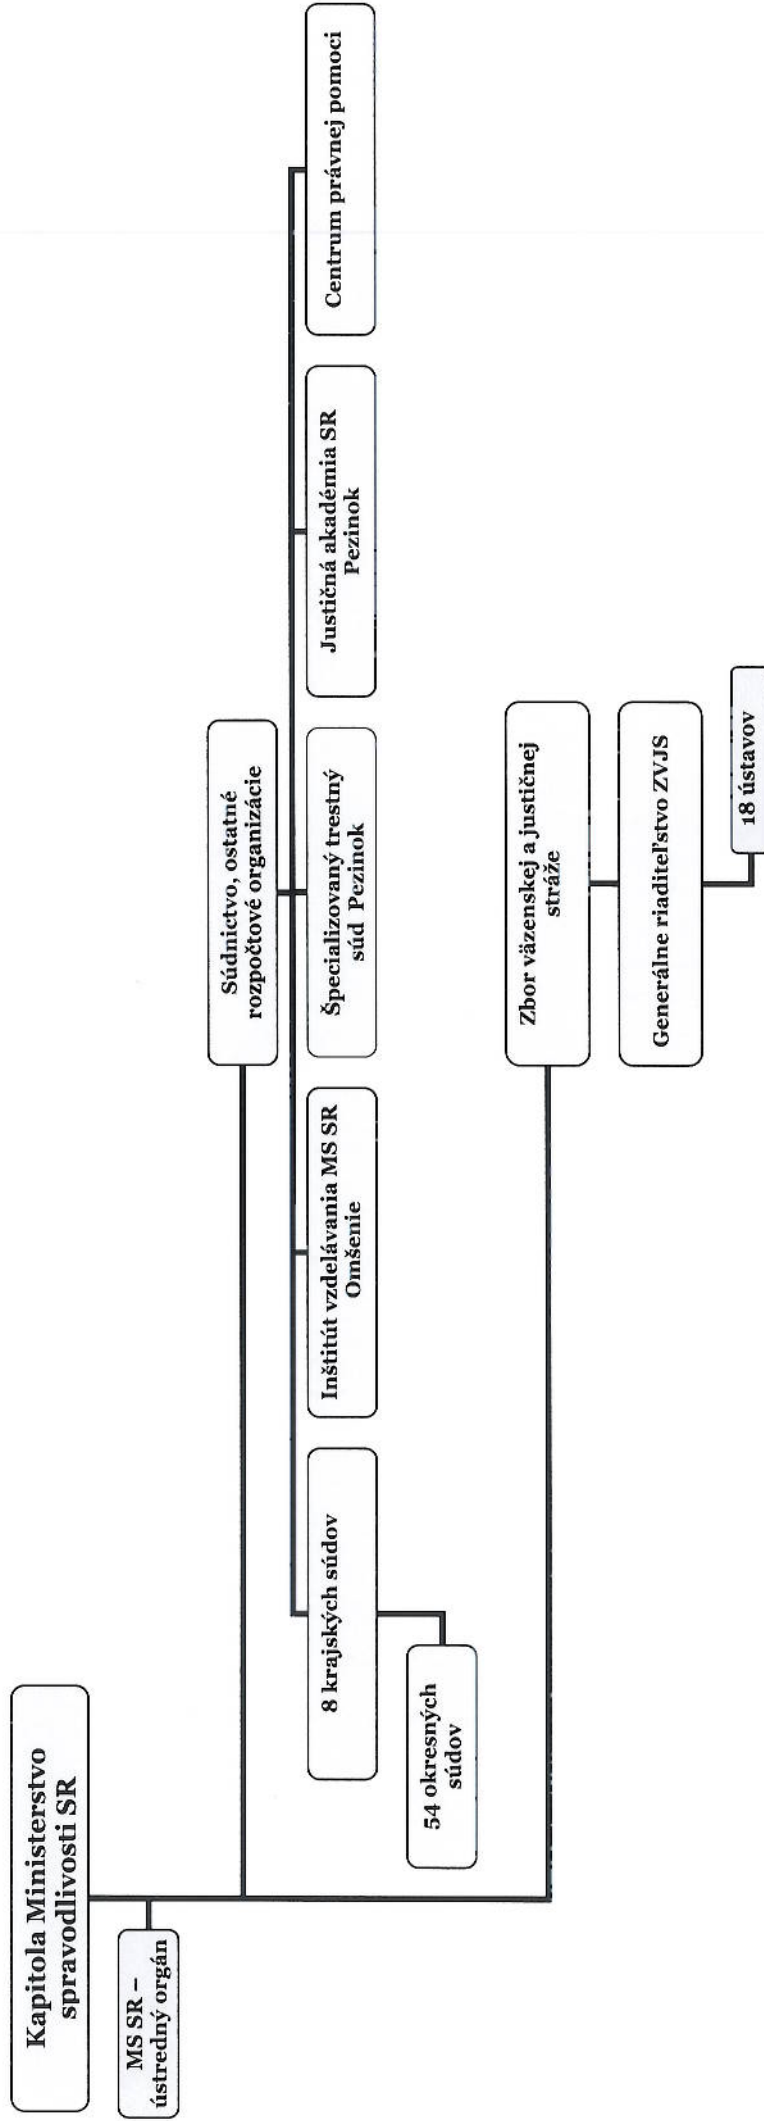 Kapitola Ministerstvo
spravodlivosti SR
MS SR –
ústredný orgán
Súdnictvo, ostatné
rozpočtové organizácie
8 krajských súdov
54 okresných
súdov
Inštitút vzdelávania MS SR
Omšenie
Špecializovaný trestný
súd Pezinok
Justičná akadémia SR
Pezinok
Centrum právnej pomoci
Zbor väzenskej a justičnej
stráže
Generálne riaditeľstvo ZVJS
18 ústavov